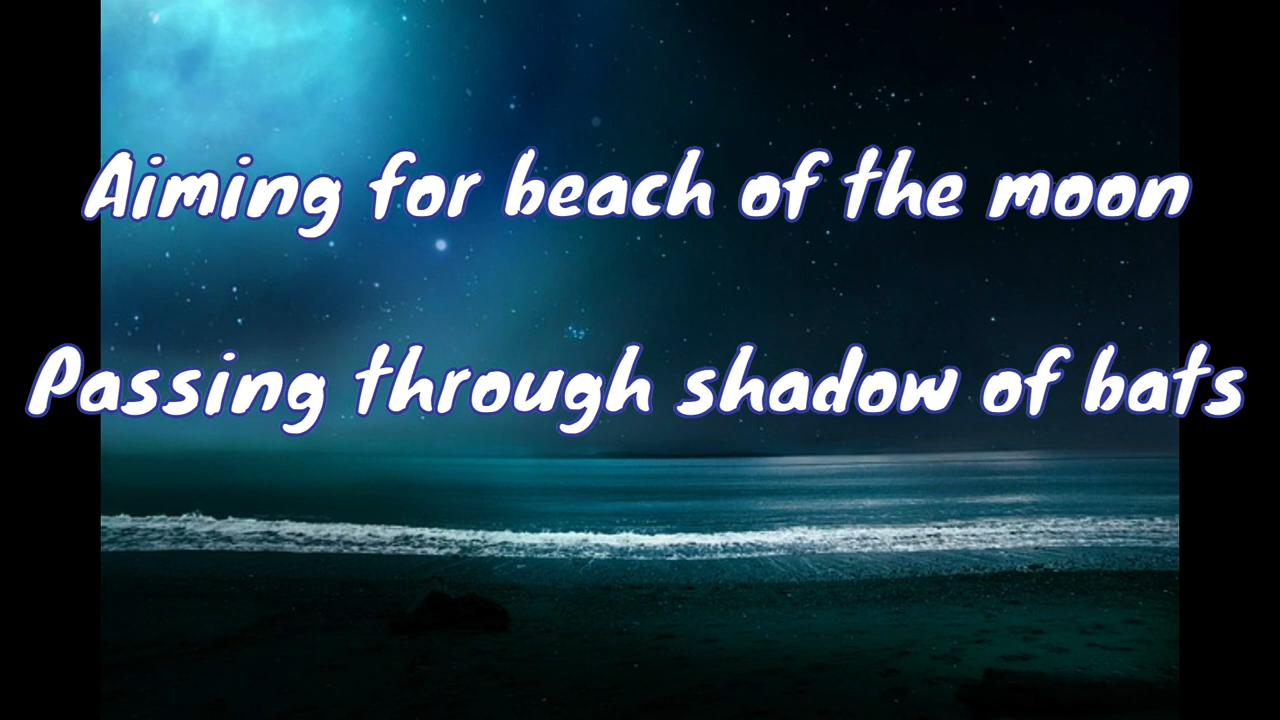 Aiming for beach of the moon
Passing through shadow of bats